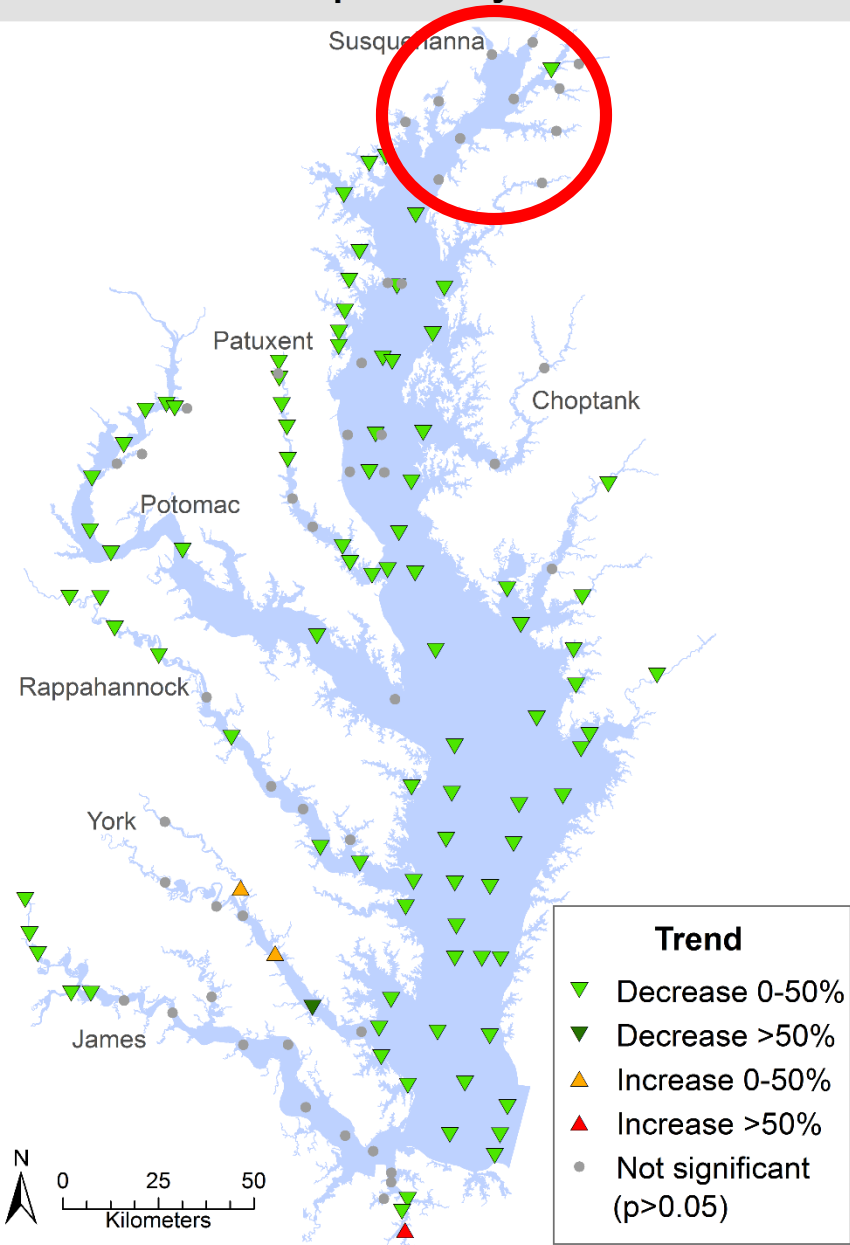 Susquehanna
Patuxent
Choptank
Potomac
Rappahannock
York
James
N
0 25 50
Kilometers
Trend
Decrease 0-50%
Decrease >50%
Increase 0-50%
Increase >50%
Not significant
(p>0.05)